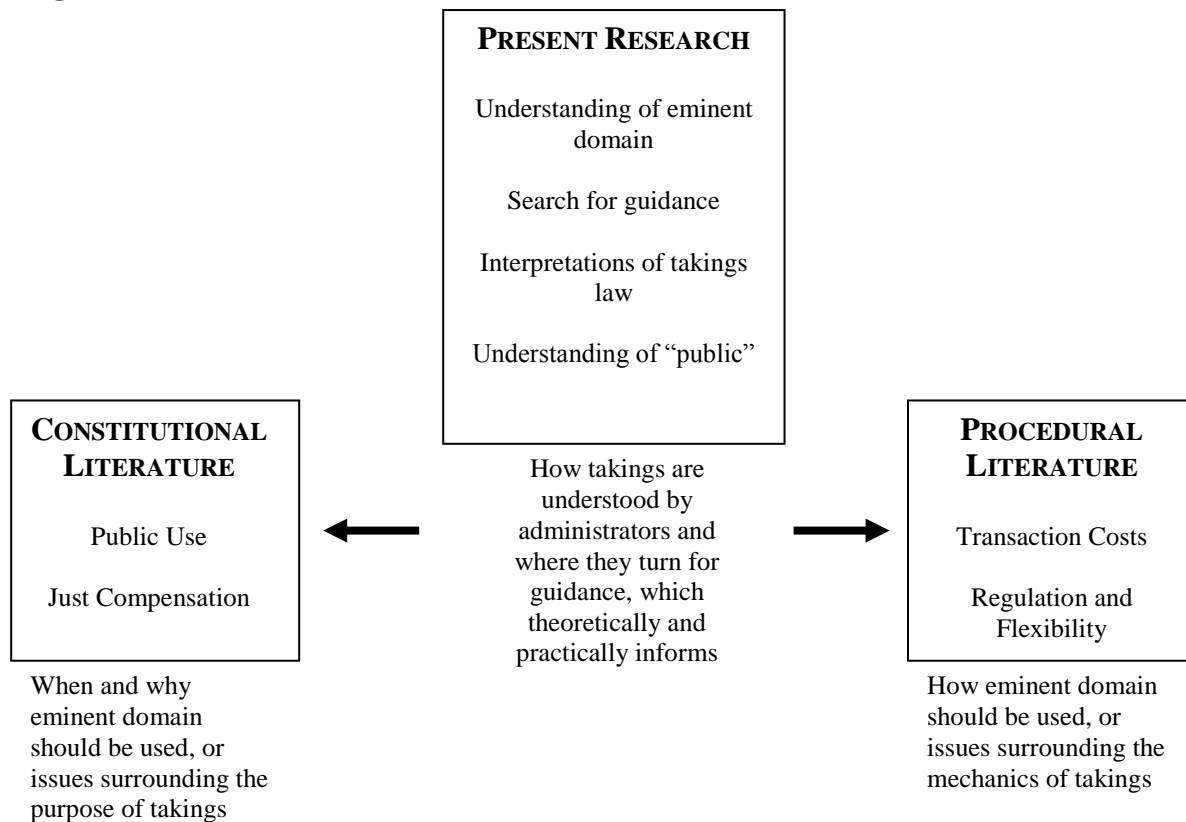 PRESENT RESEARCH
Understanding of eminent
domain
Search for guidance
Interpretations of takings
law
Understanding of “public”
CONSTITUTIONAL
LITERATURE
Public Use
Just Compensation
How takings are
understood by
administrators and
where they turn for
guidance, which
theoretically and
practically informs
PROCEDURAL
LITERATURE
Transaction Costs
Regulation and
Flexibility
When and why
eminent domain
should be used, or
issues surrounding the
purpose of takings
How eminent domain
should be used, or
issues surrounding the
mechanics of takings